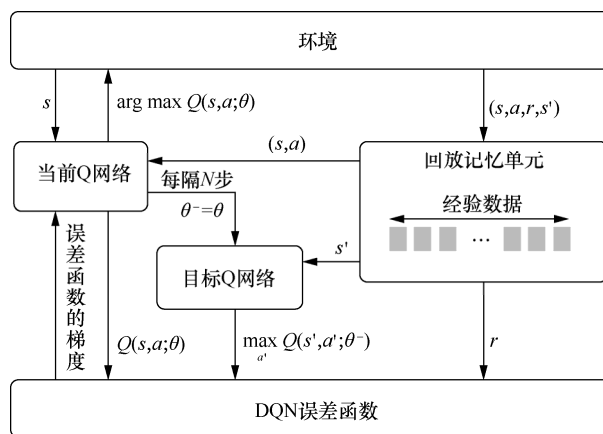 环境
s
arg max Q(s,a;θ)
(s,a,r,s')
(s,a)
当前Q网络
每隔N步
θ⁻=θ
回放记忆单元
经验数据
...
s'
目标Q网络
误差函数的梯度
Q(s,a;θ)
max Q(s',a';θ⁻)
a'
r
DQN误差函数